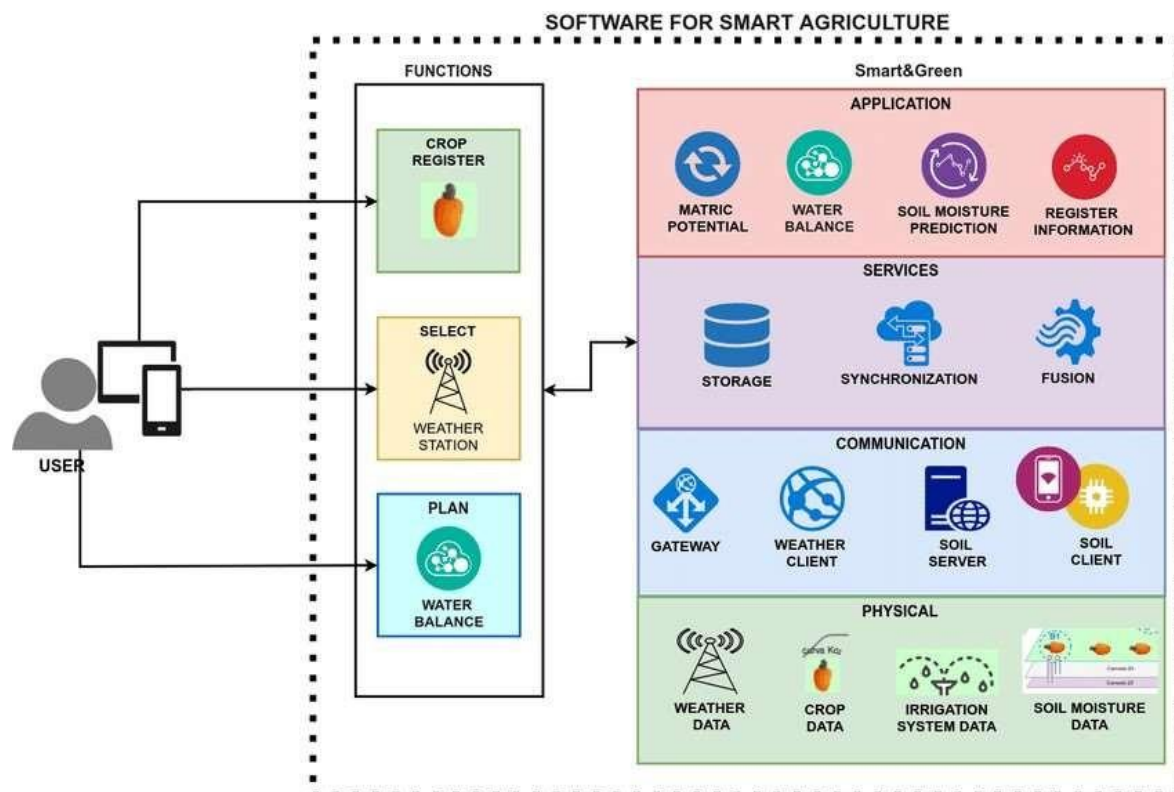 SOFTWARE FOR SMART AGRICULTURE
FUNCTIONS
CROP
REGISTER
SELECT
WEATHER
STATION
PLAN
WATER
BALANCE
USER
Smart&Green
APPLICATION
MATRIC
POTENTIAL
WATER
BALANCE
SOIL MOISTURE
PREDICTION
REGISTER
INFORMATION
SERVICES
STORAGE
SYNCHRONIZATION
FUSION
COMMUNICATION
GATEWAY
WEATHER
CLIENT
SOIL
SERVER
SOIL
CLIENT
PHYSICAL
WEATHER
DATA
CROP
DATA
IRRIGATION
SYSTEM DATA
SOIL MOISTURE
DATA